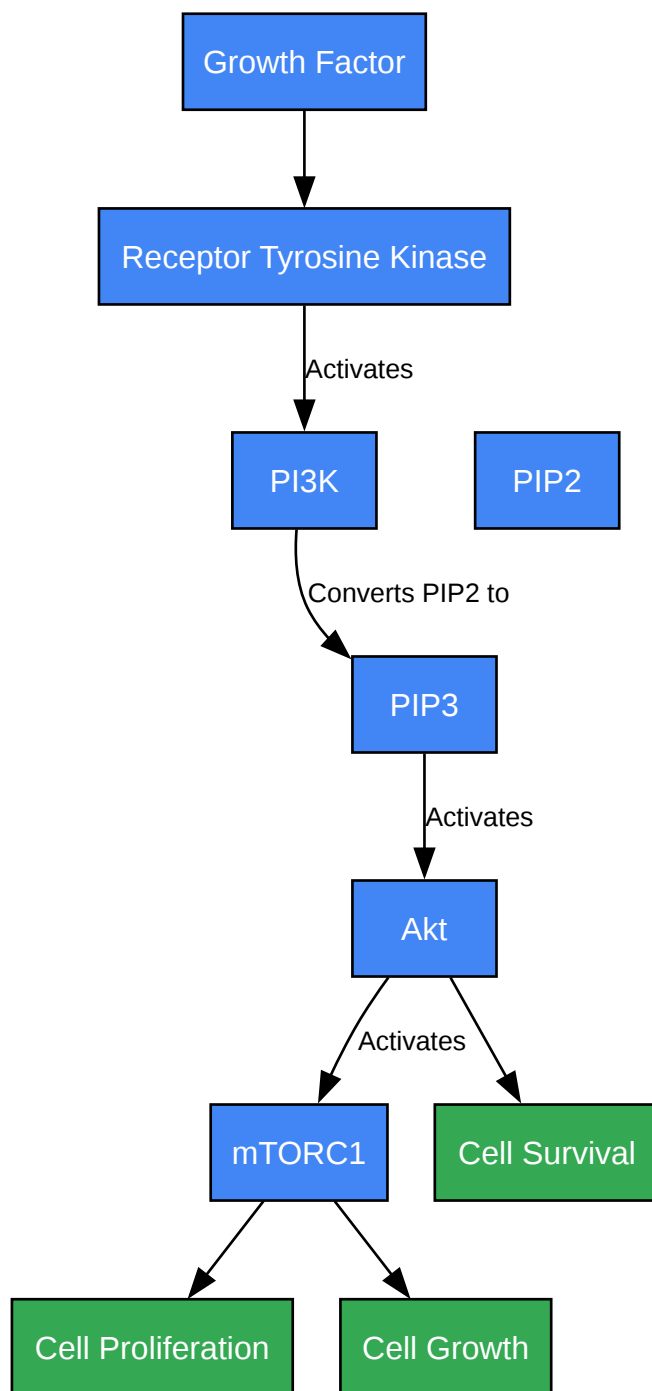 Growth Factor
Receptor Tyrosine Kinase
Activates
PI3K
PIP2
Converts PIP2 to
PIP3
Activates
Akt
Activates
mTORC1
Cell Survival
Cell Proliferation
Cell Growth